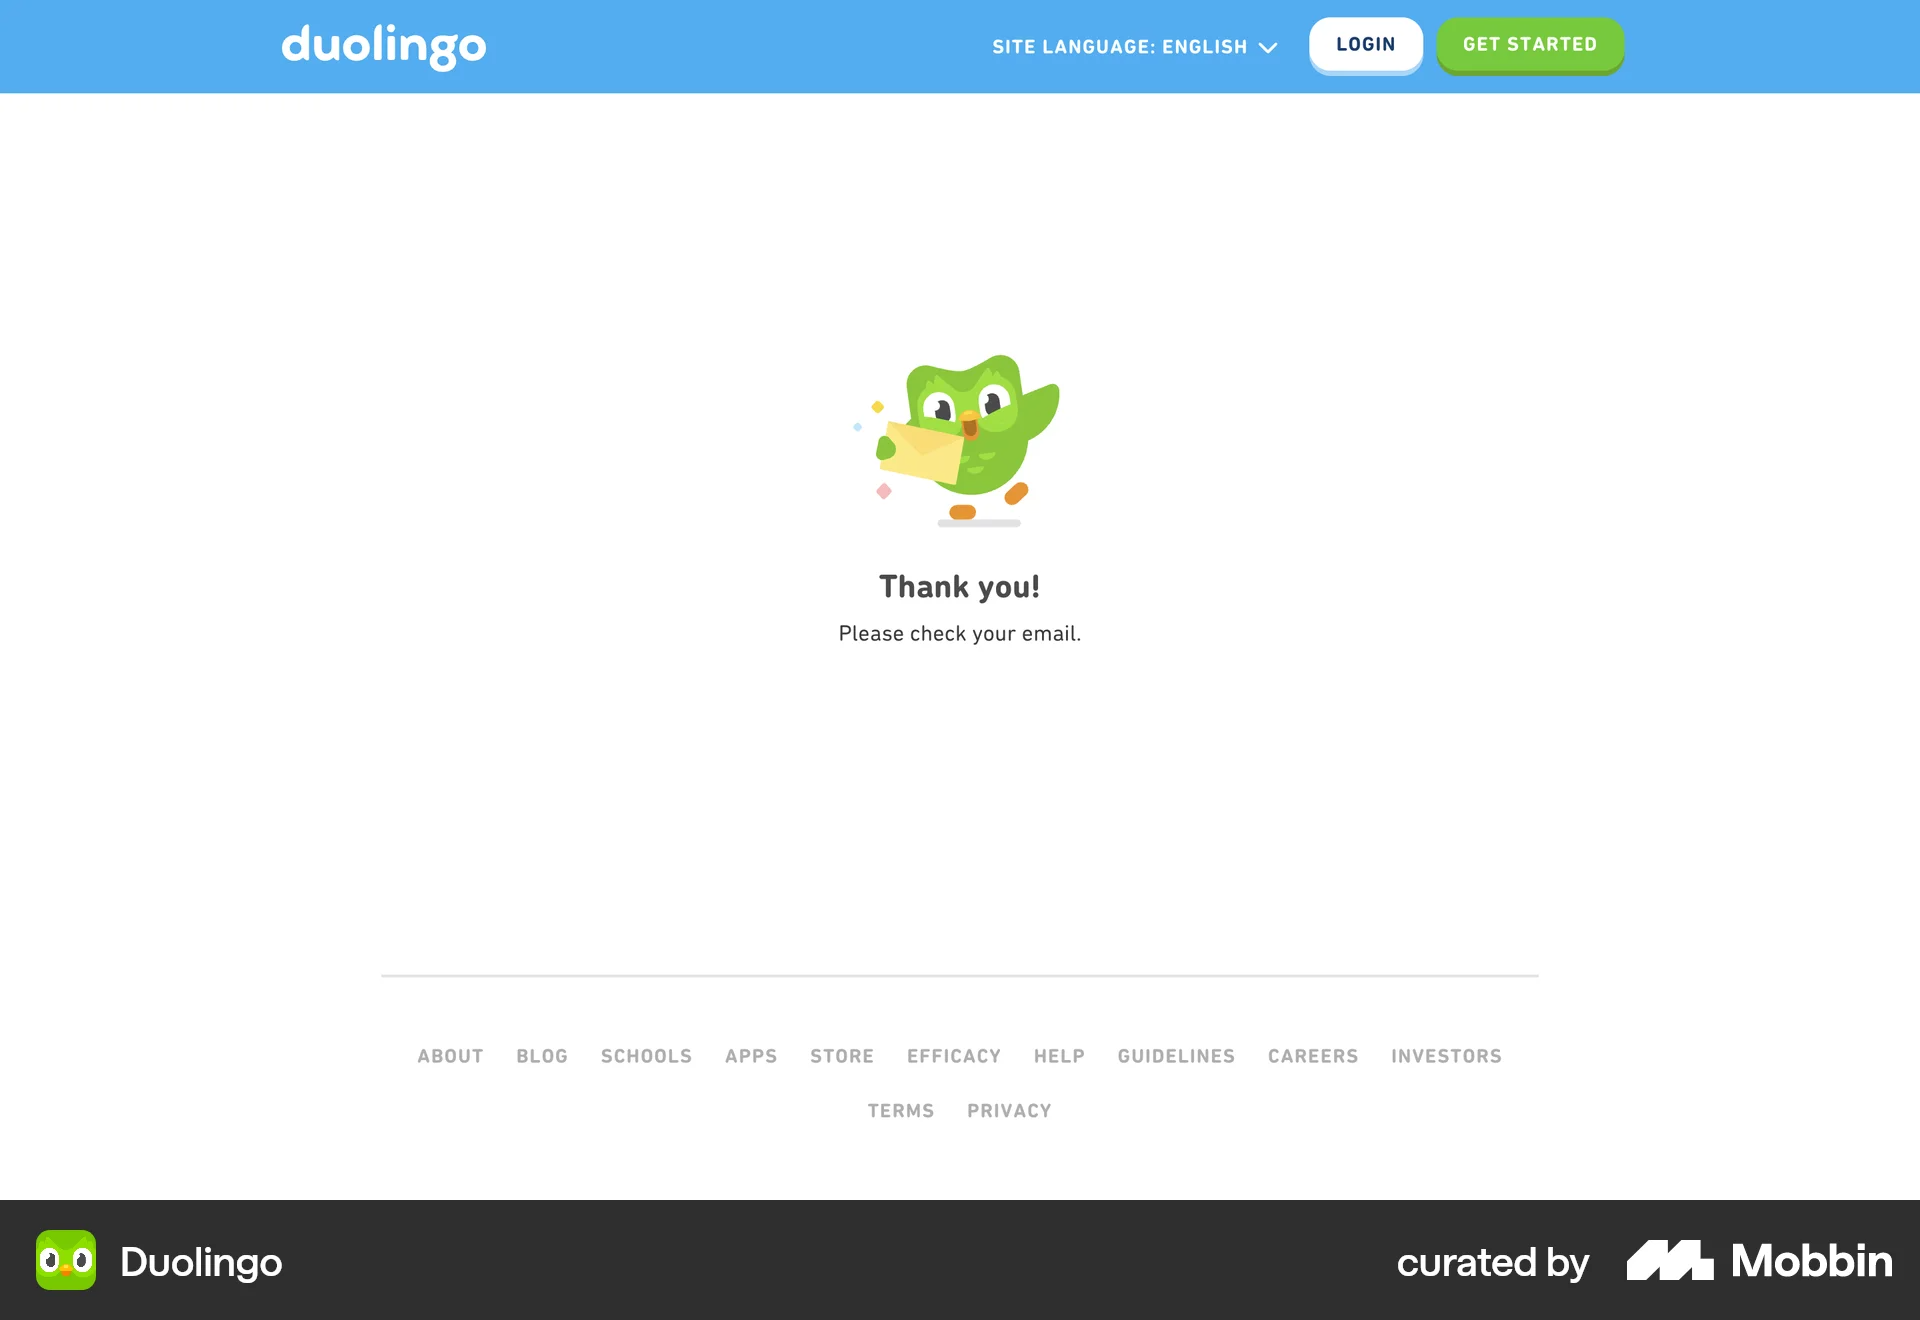 duolingo
SITE LANGUAGE: ENGLISH
LOGIN
GET STARTED
Thank you!
Please check your email.
ABOUT BLOG SCHOOLS APPS STORE EFFICACY HELP GUIDELINES CAREERS INVESTORS
TERMS PRIVACY
Duolingo
curated by Mobbin